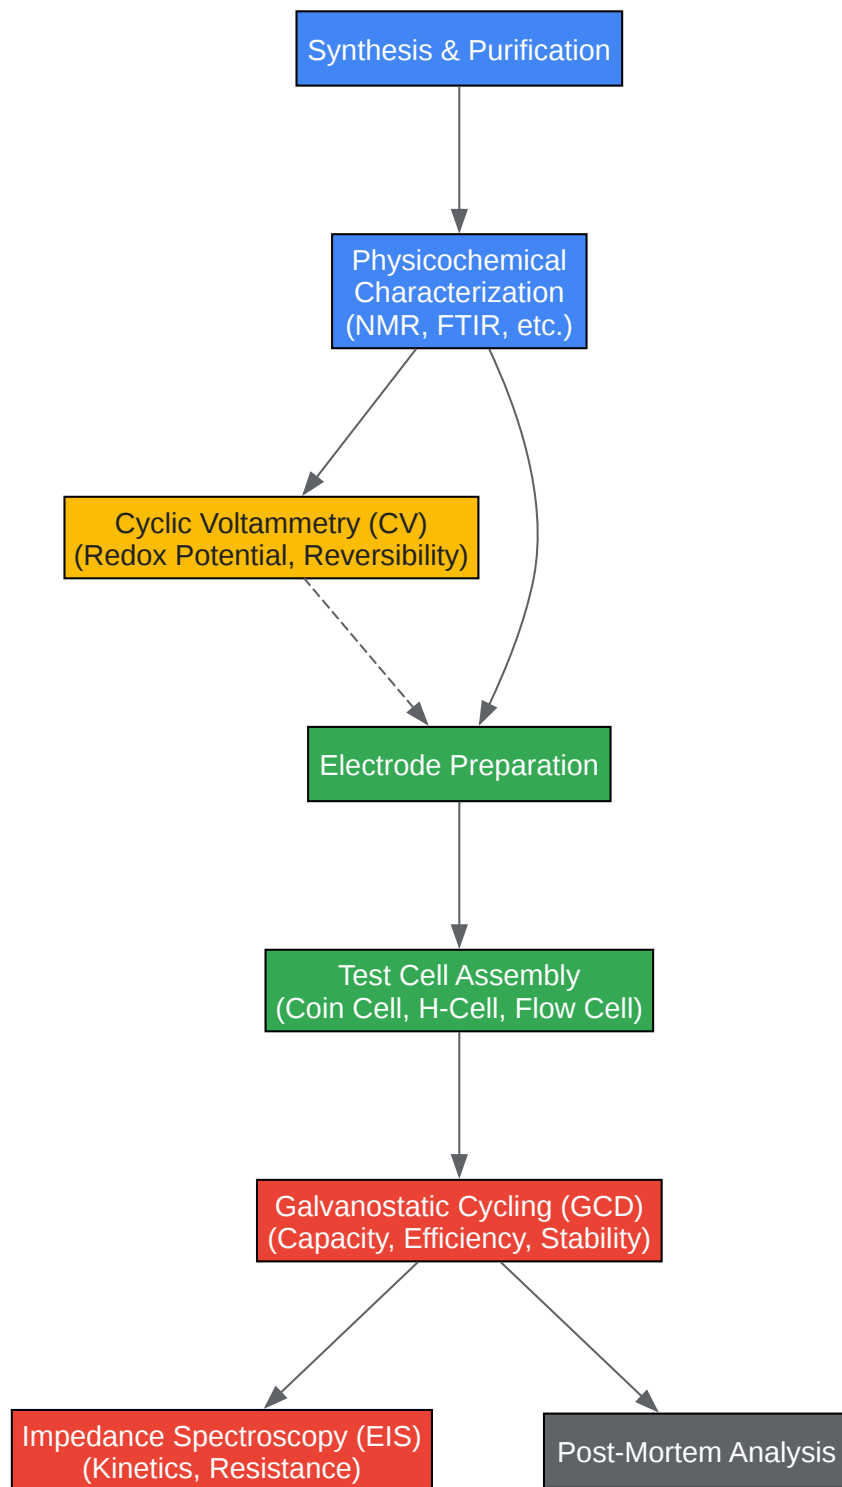 Synthesis & Purification
Physicochemical
Characterization
(NMR, FTIR, etc.)
Cyclic Voltammetry (CV)
(Redox Potential, Reversibility)
Electrode Preparation
Test Cell Assembly
(Coin Cell, H-Cell, Flow Cell)
Galvanostatic Cycling (GCD)
(Capacity, Efficiency, Stability)
Impedance Spectroscopy (EIS)
(Kinetics, Resistance)
Post-Mortem Analysis